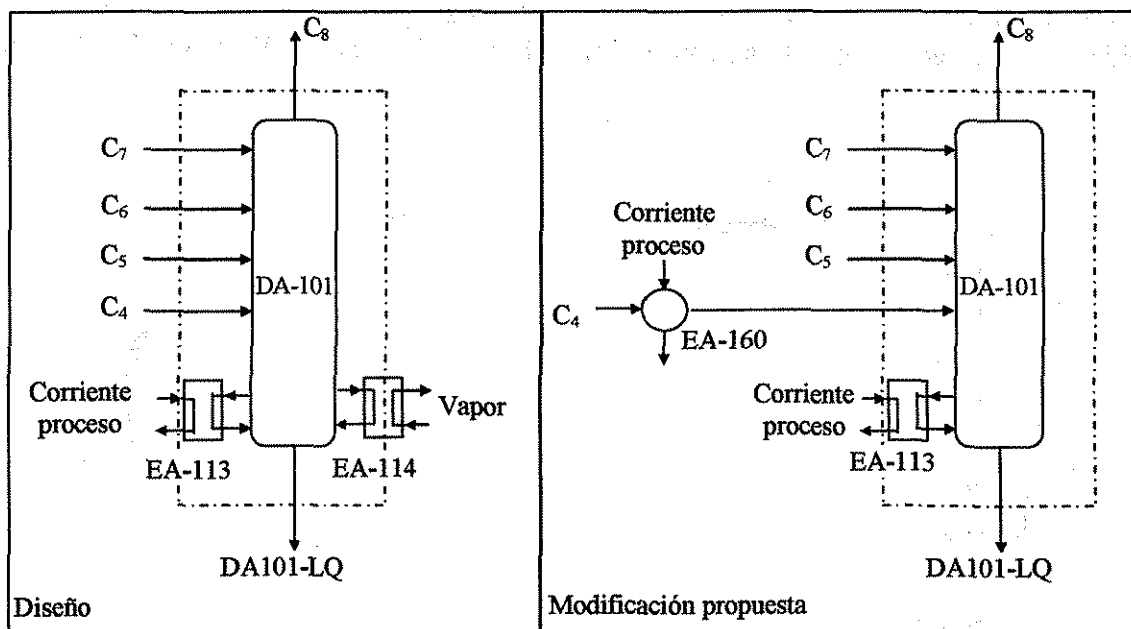 C₈
C₇
C₆
C₅
C₄
DA-101
Corriente
proceso
EA-113
EA-114
Vapor
DA101-LQ
Diseño
C₈
C₇
C₆
C₅
Corriente
proceso
C₄
EA-160
DA-101
Corriente
proceso
EA-113
DA101-LQ
Modificación propuesta